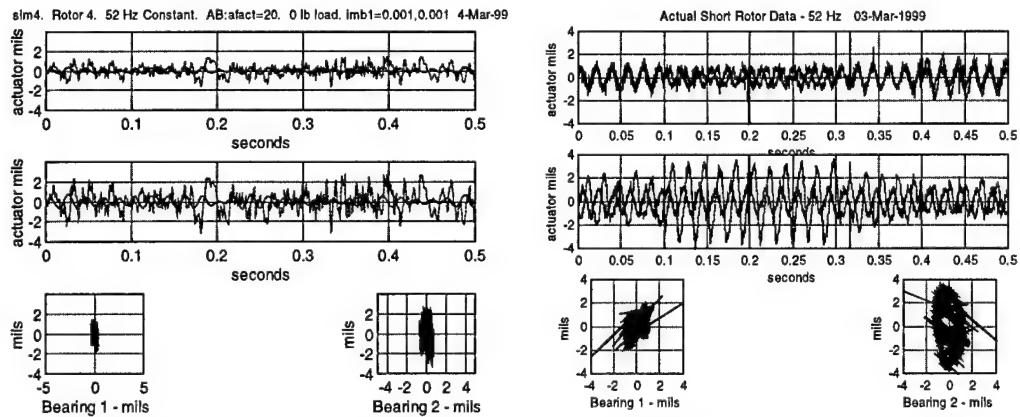 slm4. Rotor 4. 52 Hz Constant. AB:afact=20. 0 lb load. imb1=0.001,0.001 4-Mar-99
actuator mils
2
0
-2
-4
0 0.1 0.2 0.3 0.4 0.5
seconds
actuator mils
4
2
0
-2
-4
0 0.1 0.2 0.3 0.4 0.5
seconds
mils
4
2
0
-2
-4
-5 0 5
Bearing 1 - mils
mils
4
2
0
-2
-4
-4 -2 0 2 4
Bearing 2 - mils
Actual Short Rotor Data - 52 Hz 03-Mar-1999
actuator mils
4
2
0
-2
-4
0 0.05 0.1 0.15 0.2 0.25 0.3 0.35 0.4 0.45 0.5
seconds
actuator mils
4
2
0
-2
-4
0 0.05 0.1 0.15 0.2 0.25 0.3 0.35 0.4 0.45 0.5
seconds
mils
4
2
0
-2
-4
-4 -2 0 2 4
Bearing 1 - mils
mils
4
2
0
-2
-4
-4 -2 0 2 4
Bearing 2 - mils